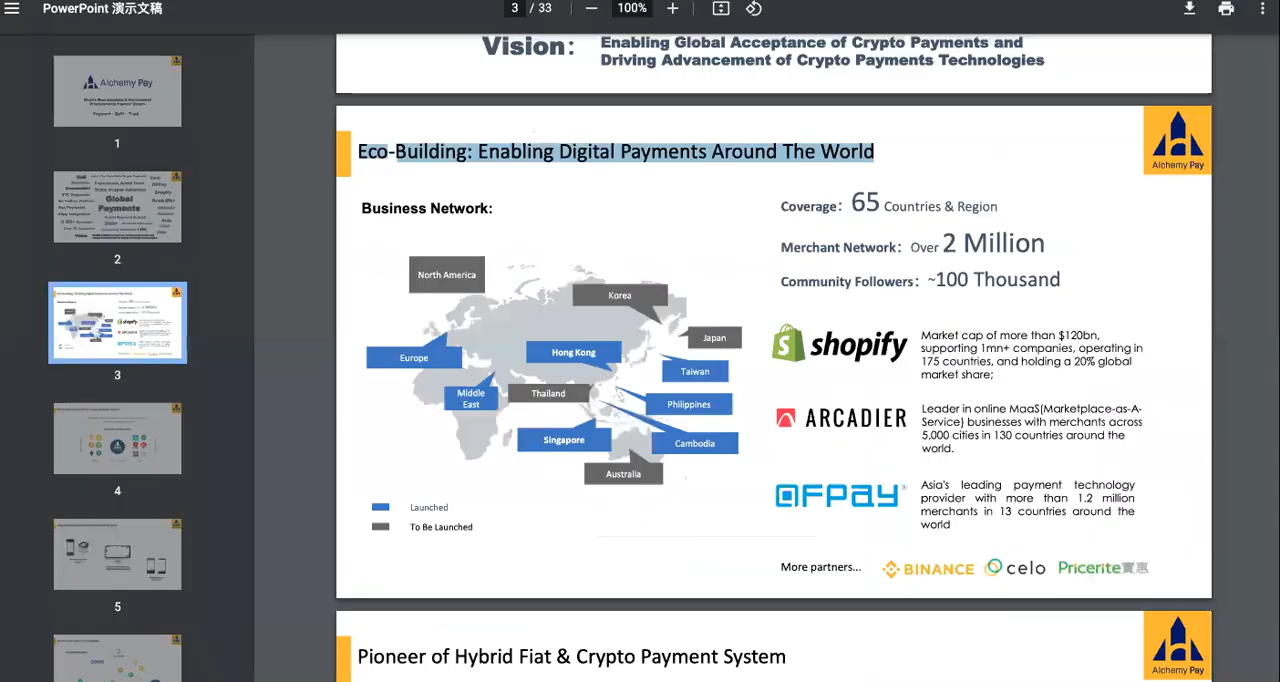 PowerPoint 演示文稿
3 / 33
100%
Vision:
Enabling Global Acceptance of Crypto Payments and
Driving Advancement of Crypto Payments Technologies
Eco-Building: Enabling Digital Payments Around The World
Alchemy Pay
Business Network:
Coverage: 65 Countries & Region
Merchant Network: Over 2 Million
Community Followers: ~100 Thousand
North America
Korea
Japan
Europe
Hong Kong
Taiwan
Middle
East
Thailand
Philippines
Singapore
Cambodia
Australia
Launched
To Be Launched
shopify
Market cap of more than $120bn,
supporting 1mn+ companies, operating in
175 countries, and holding a 20% global
market share;
ARCADIER
Leader in online MaaS(Marketplace-as-A-
Service) businesses with merchants across
5,000 cities in 130 countries around the
world.
QFPay
Asia's leading payment technology
provider with more than 1.2 million
merchants in 13 countries around the
world
More partners...
BINANCE
celo
Pricerite實惠
Pioneer of Hybrid Fiat & Crypto Payment System
Alchemy Pay
Alchemy Pay
1
Global
Payments
2
3
4
5